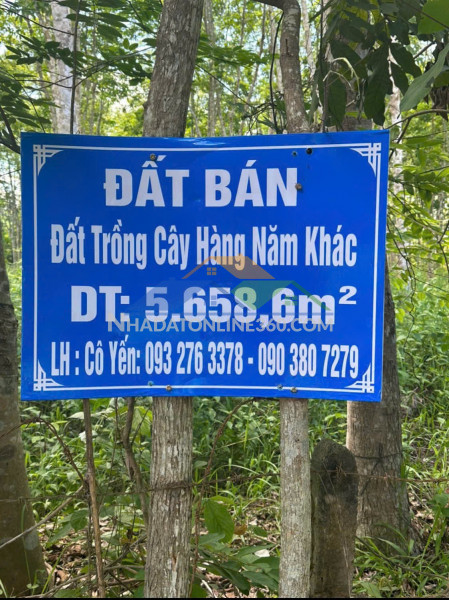 ĐẤT BÁN
Đất Trồng Cây Hàng Năm Khác
DT: 5.658,6m²
NHADATONLINE360.COM
LH : Cô Yến: 093 276 3378 - 090 380 7279